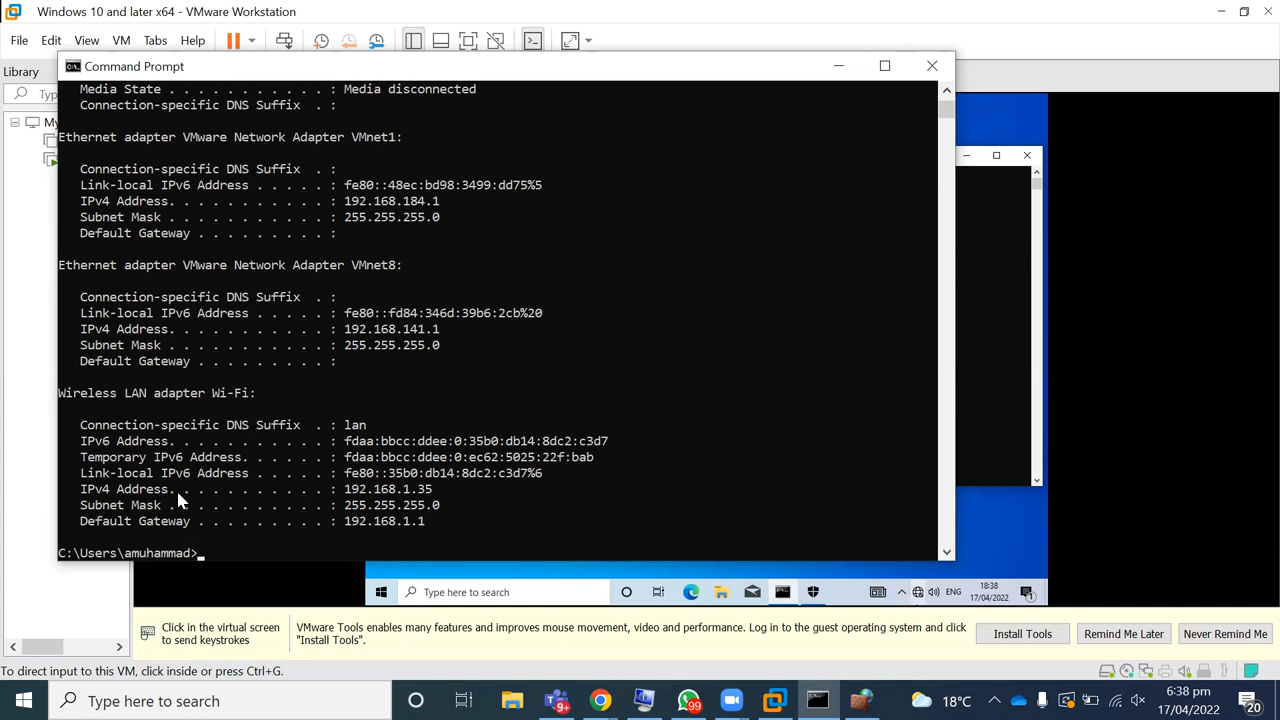 Windows 10 and later x64 - VMware Workstation
File Edit View VM Tabs Help
Library
Command Prompt
Typ
My
Media State . . . . . . . . . . . : Media disconnected
Connection-specific DNS Suffix  . :
Ethernet adapter VMware Network Adapter VMnet1:
Connection-specific DNS Suffix  . :
Link-local IPv6 Address . . . . . : fe80::48ec:bd98:3499:dd75%5
IPv4 Address. . . . . . . . . . . : 192.168.184.1
Subnet Mask . . . . . . . . . . . : 255.255.255.0
Default Gateway . . . . . . . . . :
Ethernet adapter VMware Network Adapter VMnet8:
Connection-specific DNS Suffix  . :
Link-local IPv6 Address . . . . . : fe80::fd84:346d:39b6:2cb%20
IPv4 Address. . . . . . . . . . . : 192.168.141.1
Subnet Mask . . . . . . . . . . . : 255.255.255.0
Default Gateway . . . . . . . . . :
Wireless LAN adapter Wi-Fi:
Connection-specific DNS Suffix  . : lan
IPv6 Address. . . . . . . . . . . : fdaa:bbcc:ddee:0:35b0:db14:8dc2:c3d7
Temporary IPv6 Address. . . . . . : fdaa:bbcc:ddee:0:ec62:5025:22f:bab
Link-local IPv6 Address . . . . . : fe80::35b0:db14:8dc2:c3d7%6
IPv4 Address. . . . . . . . . . . : 192.168.1.35
Subnet Mask . . . . . . . . . . . : 255.255.255.0
Default Gateway . . . . . . . . . : 192.168.1.1
C:\Users\amuhammad>
Type here to search
ENG
18:38
17/04/2022
1
Click in the virtual screen
to send keystrokes
VMware Tools enables many features and improves mouse movement, video and performance. Log in to the guest operating system and click
"Install Tools".
Install Tools
Remind Me Later
Never Remind Me
To direct input to this VM, click inside or press Ctrl+G.
Type here to search
99
18°C
6:38 pm
17/04/2022
20